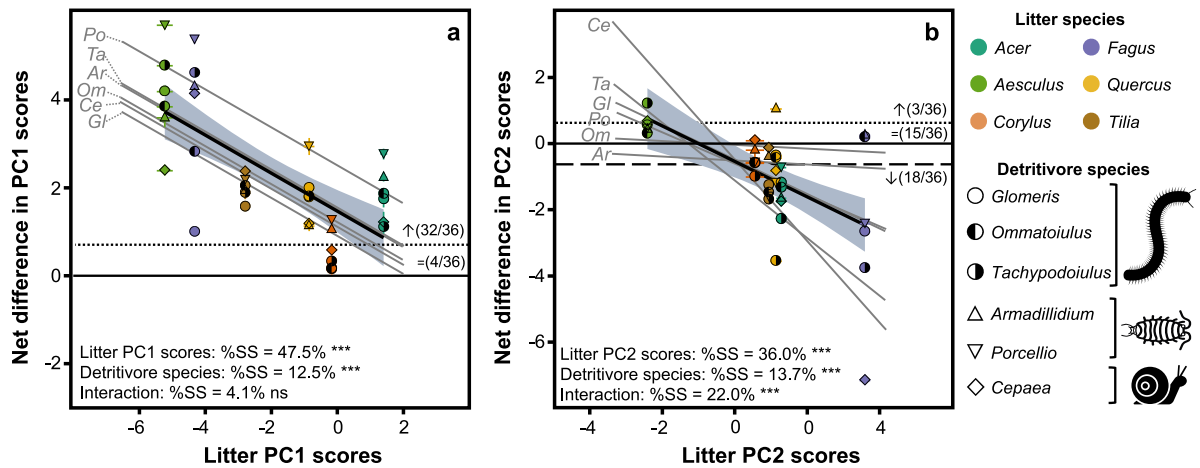 a
Net difference in PC1 scores
4
2
0
-2
Po
Ta
Ar
Om
Ce
Gl
↑(32/36)
=(4/36)
Litter PC1 scores: %SS = 47.5% ***
Detritivore species: %SS = 12.5% ***
Interaction: %SS = 4.1% ns
-6 -4 -2 0 2 4
Litter PC1 scores
b
Net difference in PC2 scores
2
0
-2
-4
-6
Ce
Ta
Gl
Po
Om
Ar
↑(3/36)
=(15/36)
↓(18/36)
Litter PC2 scores: %SS = 36.0% ***
Detritivore species: %SS = 13.7% ***
Interaction: %SS = 22.0% ***
-4 -2 0 0 2 4
Litter PC2 scores
Litter species
Acer Fagus
Aesculus Quercus
Corylus Tilia
Detritivore species
Glomeris
Ommatoiulus
Tachypodoiulus
Armadillidium
Porcellio
Cepaea